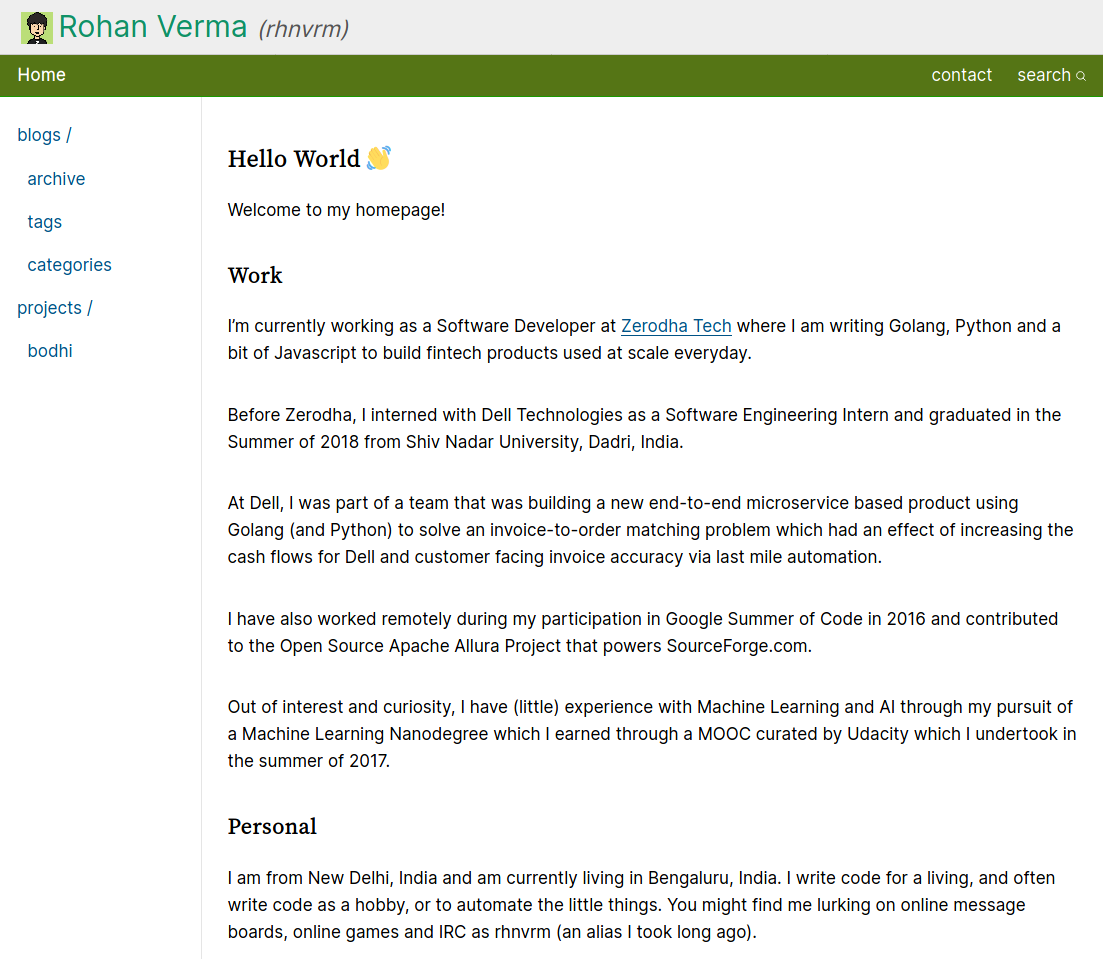 Rohan Verma (rhnvrm)
Home
contact
search
blogs /
archive
tags
categories
projects /
bodhi
Hello World 👋
Welcome to my homepage!
Work
I’m currently working as a Software Developer at Zerodha Tech where I am writing Golang, Python and a
bit of Javascript to build fintech products used at scale everyday.
Before Zerodha, I interned with Dell Technologies as a Software Engineering Intern and graduated in the
Summer of 2018 from Shiv Nadar University, Dadri, India.
At Dell, I was part of a team that was building a new end-to-end microservice based product using
Golang (and Python) to solve an invoice-to-order matching problem which had an effect of increasing the
cash flows for Dell and customer facing invoice accuracy via last mile automation.
I have also worked remotely during my participation in Google Summer of Code in 2016 and contributed
to the Open Source Apache Allura Project that powers SourceForge.com.
Out of interest and curiosity, I have (little) experience with Machine Learning and AI through my pursuit of
a Machine Learning Nanodegree which I earned through a MOOC curated by Udacity which I undertook in
the summer of 2017.
Personal
I am from New Delhi, India and am currently living in Bengaluru, India. I write code for a living, and often
write code as a hobby, or to automate the little things. You might find me lurking on online message
boards, online games and IRC as rhnvrm (an alias I took long ago).